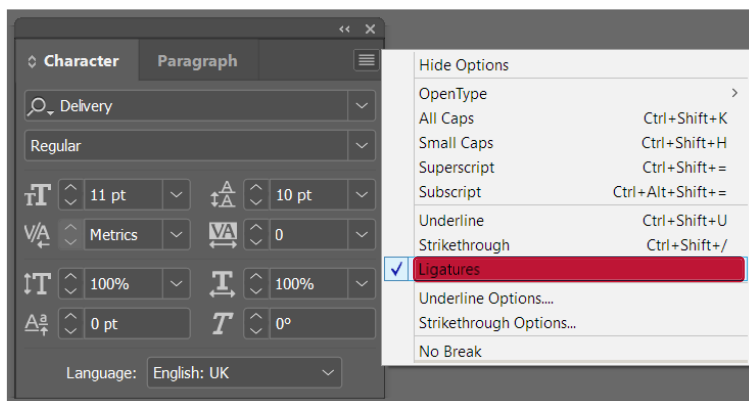 Character Paragraph
Delivery
Regular
11 pt 10 pt
Metrics 0
100% 100%
0 pt 0°
Language: English: UK
Hide Options
OpenType
All Caps Ctrl+Shift+K
Small Caps Ctrl+Shift+H
Superscript Ctrl+Shift+=
Subscript Ctrl+Alt+Shift+=
Underline Ctrl+Shift+U
Strikethrough Ctrl+Shift+/
Ligatures
Underline Options....
Strikethrough Options...
No Break